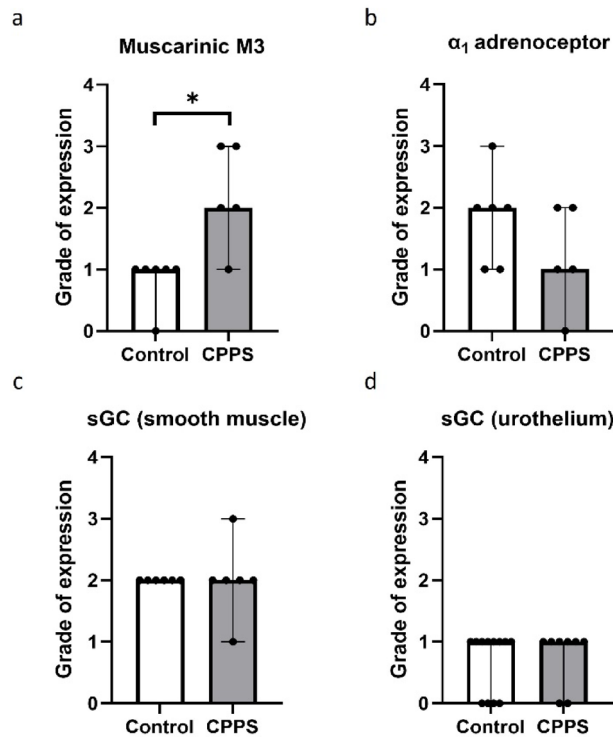 a
Muscarinic M3
Grade of expression
4
3
2
1
0
*
Control
CPPS
b
α₁ adrenoceptor
Grade of expression
4
3
2
1
0
Control
CPPS
c
sGC (smooth muscle)
Grade of expression
4
3
2
1
0
Control
CPPS
d
sGC (urothelium)
Grade of expression
4
3
2
1
0
Control
CPPS